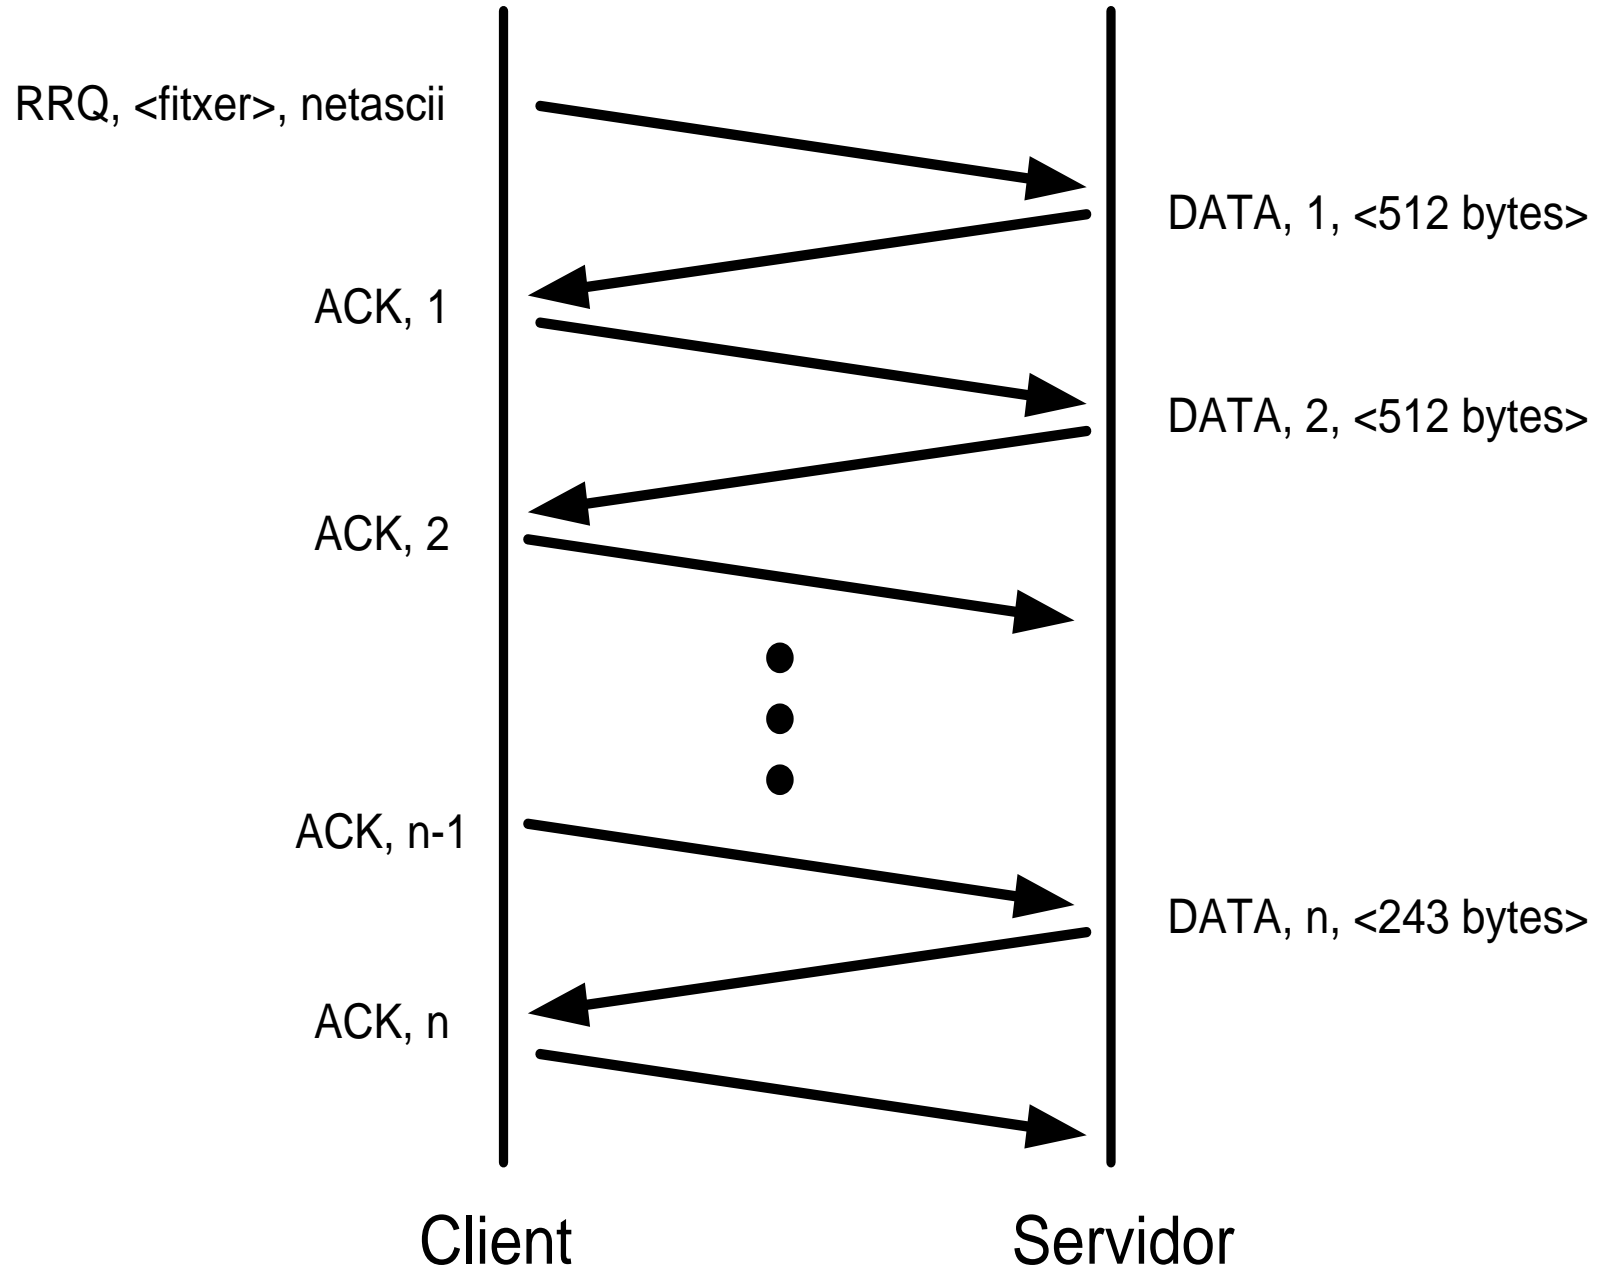 RRQ, <fitxer>, netascii
DATA, 1, <512 bytes>
ACK, 1
DATA, 2, <512 bytes>
ACK, 2
ACK, n-1
DATA, n, <243 bytes>
ACK, n
Client
Servidor